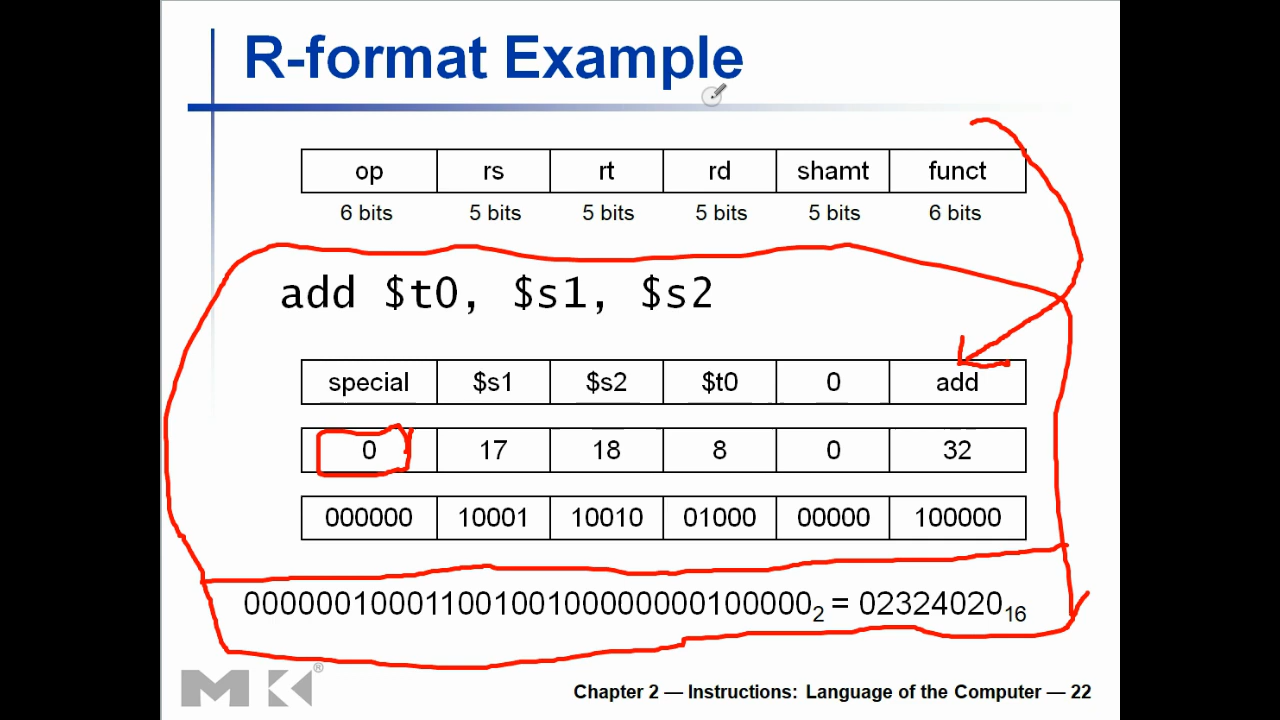 R-format Example
op rs rt rd shamt funct
6 bits 5 bits 5 bits 5 bits 5 bits 6 bits
add $t0, $s1, $s2
special $s1 $s2 $t0 0 add
0 17 18 8 0 32
000000 10001 10010 01000 00000 100000
00000010001100100100000000100000₂ = 02324020₁₆
MK®
Chapter 2 — Instructions: Language of the Computer — 22